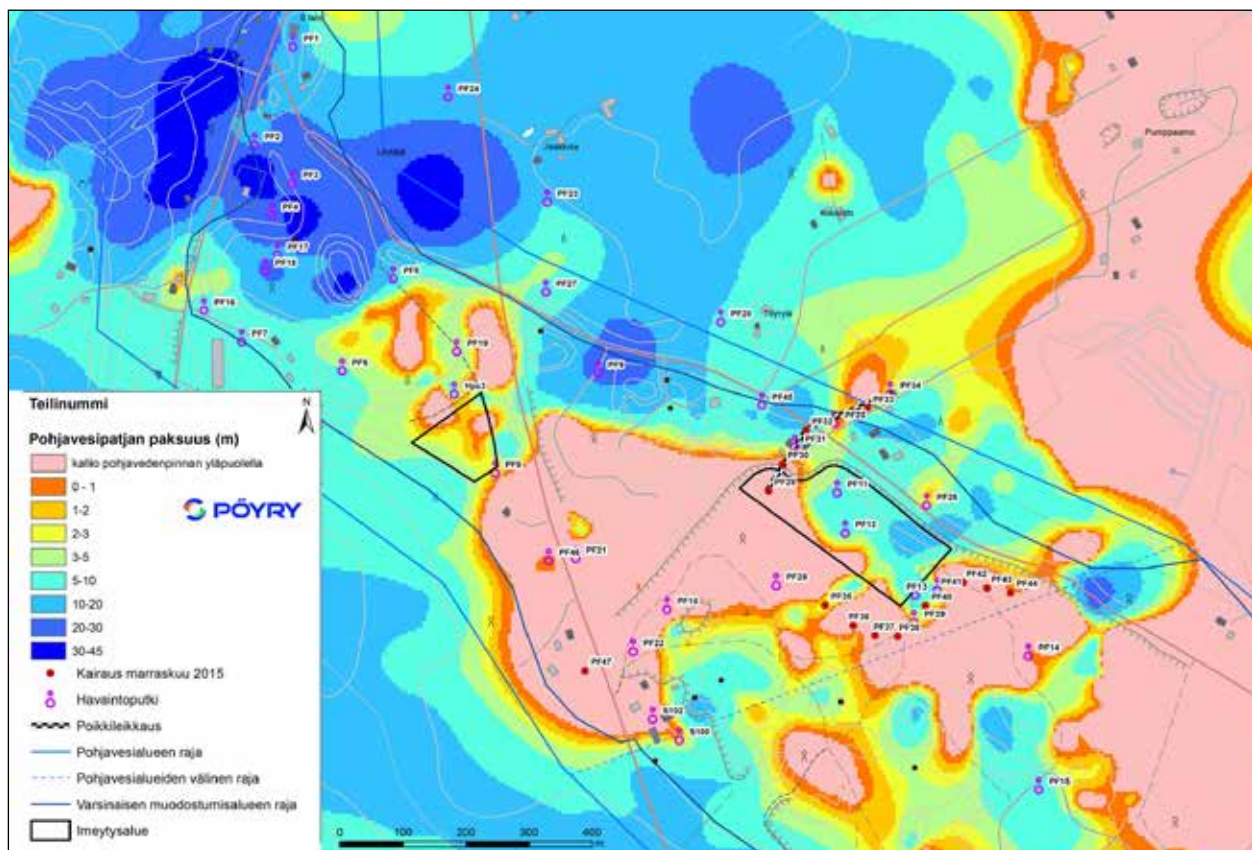 PF1
PF24
Pumppaamo
PF2
PF3
PF23
PF4
PF17
PF18
PF5
PF27
PF16
PF7
PF20
Töyrylä
PF19
PF6
PF9
Hpu3
PF34
PF33
PF45
PF32
PF31
PF30
PF8
PF11
PF25
PF12
PF46
PF21
PF28
PF13
PF41
PF42
PF43
PF44
PF10
PF35
PF40
PF39
PF36
PF37
PF38
PF22
PF14
PF47
S102
S100
PF15
Teilinummi
N
Pohjavesipatjan paksuus (m)
kallio pohjavedenpinnan yläpuolella
0 - 1
1-2
2-3
3-5
5-10
10-20
20-30
30-45
PÖYRY
Kairaus marraskuu 2015
Havaintoputki
Poikkileikkaus
Pohjavesialueen raja
Pohjavesialueiden välinen raja
Varsinaisen muodostumisalueen raja
Imeytysalue
0 100 200 300 400
m